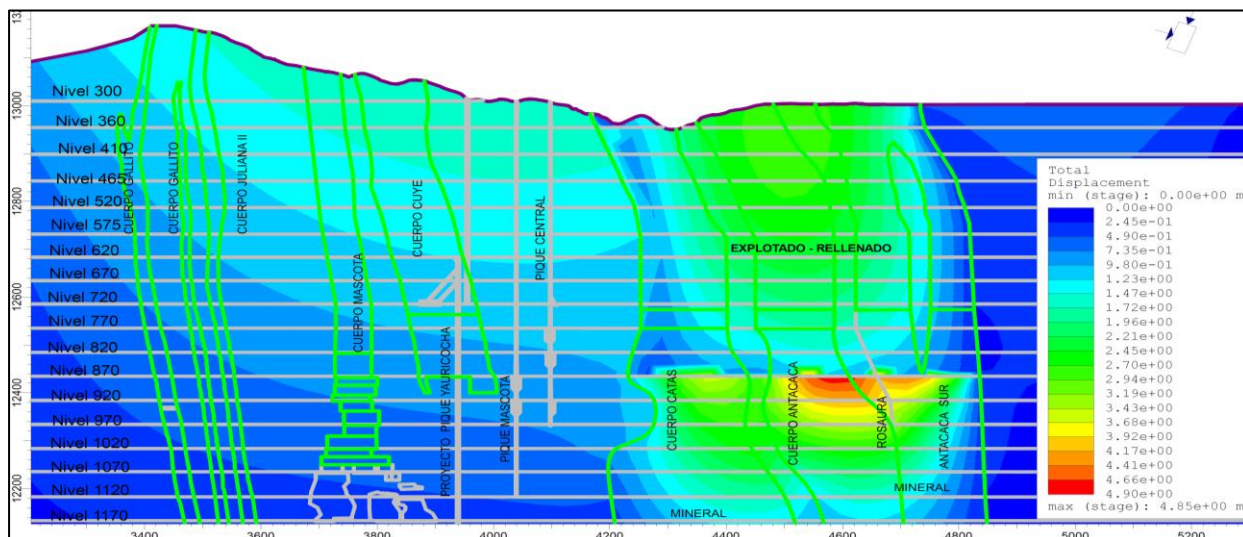 132
13000
12800
12600
12400
12200
Nivel 300
Nivel 360
Nivel 410
Nivel 465
Nivel 520
Nivel 575
Nivel 620
Nivel 670
Nivel 720
Nivel 770
Nivel 820
Nivel 870
Nivel 920
Nivel 970
Nivel 1020
Nivel 1070
Nivel 1120
Nivel 1170
CUERPO GALLITO
CUERPO GALLITO
CUERPO JULIANA II
CUERPO MASCOTA
CUERPO CUYE
PROYECTO PIQUE YAURICOCHA
PIQUE MASCOTA
PIQUE CENTRAL
EXPLOTADO - RELLENADO
CUERPO CATAS
CUERPO ANTACACA
ROSAURA
ANTACACA SUR
MINERAL
MINERAL
Total
Displacement
min (stage): 0.00e+00 m
0.00e+00
2.45e-01
4.90e-01
7.35e-01
9.80e-01
1.23e+00
1.47e+00
1.72e+00
1.96e+00
2.21e+00
2.45e+00
2.70e+00
2.94e+00
3.19e+00
3.43e+00
3.68e+00
3.92e+00
4.17e+00
4.41e+00
4.66e+00
4.90e+00
max (stage): 4.85e+00 m
3400 3600 3800 4000 4200 4400 4600 4800 5000 5200